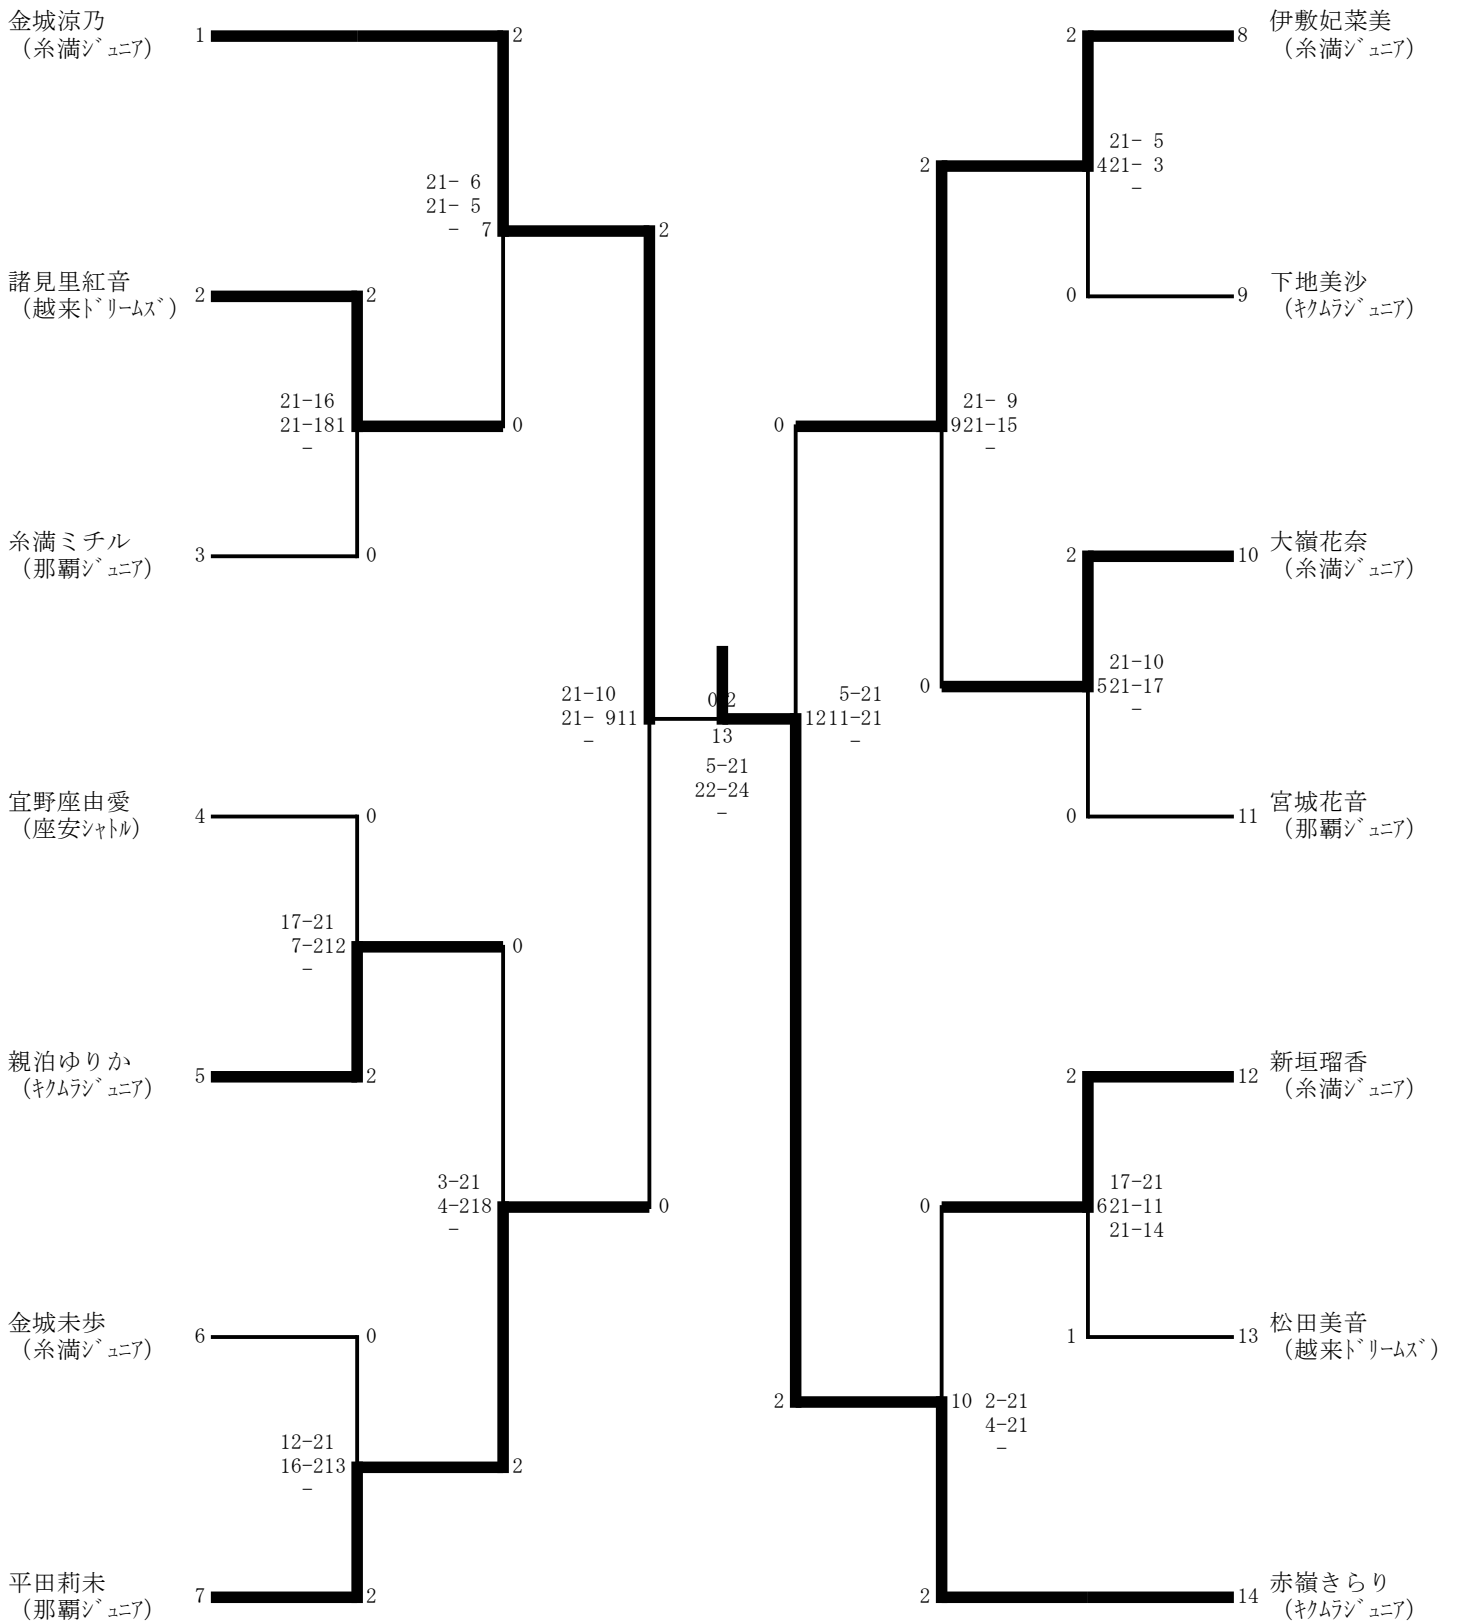 金城涼乃
（糸満ｼﾞｭﾆｱ）
1
2
諸見里紅音
（越来ﾄﾞﾘｰﾑｽﾞ）
2
2
21- 6
21- 5
- 7
2
21-16
21-181
-
0
糸満ミチル
（那覇ｼﾞｭﾆｱ）
3
0
21-10
21- 911
-
宜野座由愛
（座安ｼｬﾄﾙ）
4
0
17-21
7-212
-
0
親泊ゆりか
（ｷｸﾑﾗｼﾞｭﾆｱ）
5
2
3-21
4-218
-
0
金城未歩
（糸満ｼﾞｭﾆｱ）
6
0
12-21
16-213
-
2
平田莉未
（那覇ｼﾞｭﾆｱ）
7
2
0 2
13
5-21
22-24
-
伊敷妃菜美
（糸満ｼﾞｭﾆｱ）
2
8
21- 5
2
421- 3
-
下地美沙
（ｷｸﾑﾗｼﾞｭﾆｱ）
0
9
21- 9
0
921-15
-
大嶺花奈
（糸満ｼﾞｭﾆｱ）
2
10
21-10
0
521-17
-
5-21
1211-21
-
宮城花音
（那覇ｼﾞｭﾆｱ）
0
11
新垣瑠香
（糸満ｼﾞｭﾆｱ）
2
12
17-21
0
621-11
21-14
松田美音
（越来ﾄﾞﾘｰﾑｽﾞ）
1
13
2
10 2-21
4-21
-
赤嶺きらり
（ｷｸﾑﾗｼﾞｭﾆｱ）
2
14